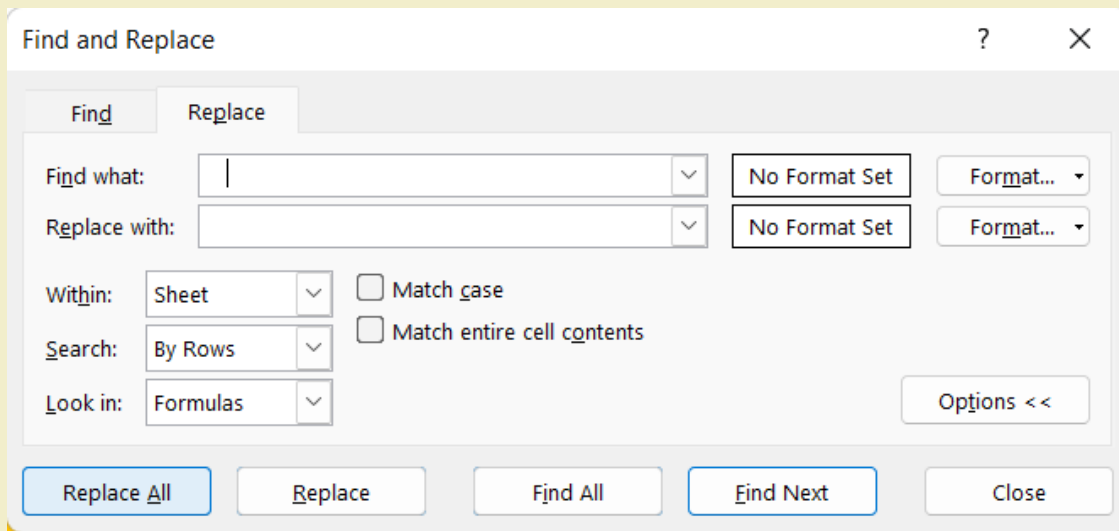 Find and Replace ?
Find Replace
Find what: No Format Set Format...
Replace with: No Format Set Format...
Within: Sheet Match case
Match entire cell contents
Search: By Rows
Look in: Formulas Options <<
Replace All Replace Find All Find Next Close